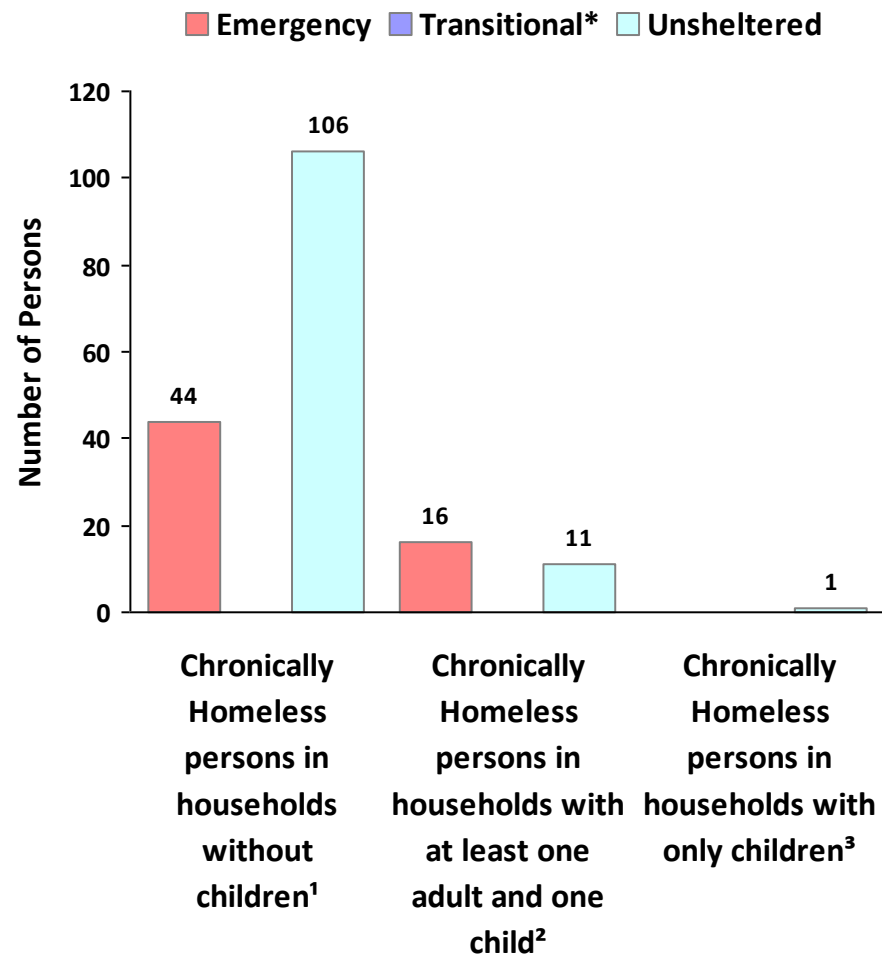 Emergency Transitional* Unsheltered
120
100
80
60
40
20
0
Number of Persons
44
106
16
11
1
Chronically
Homeless
persons in
households
without
children¹
Chronically
Homeless
persons in
households with
at least one
adult and one
child²
Chronically
Homeless
persons in
households with
only children³